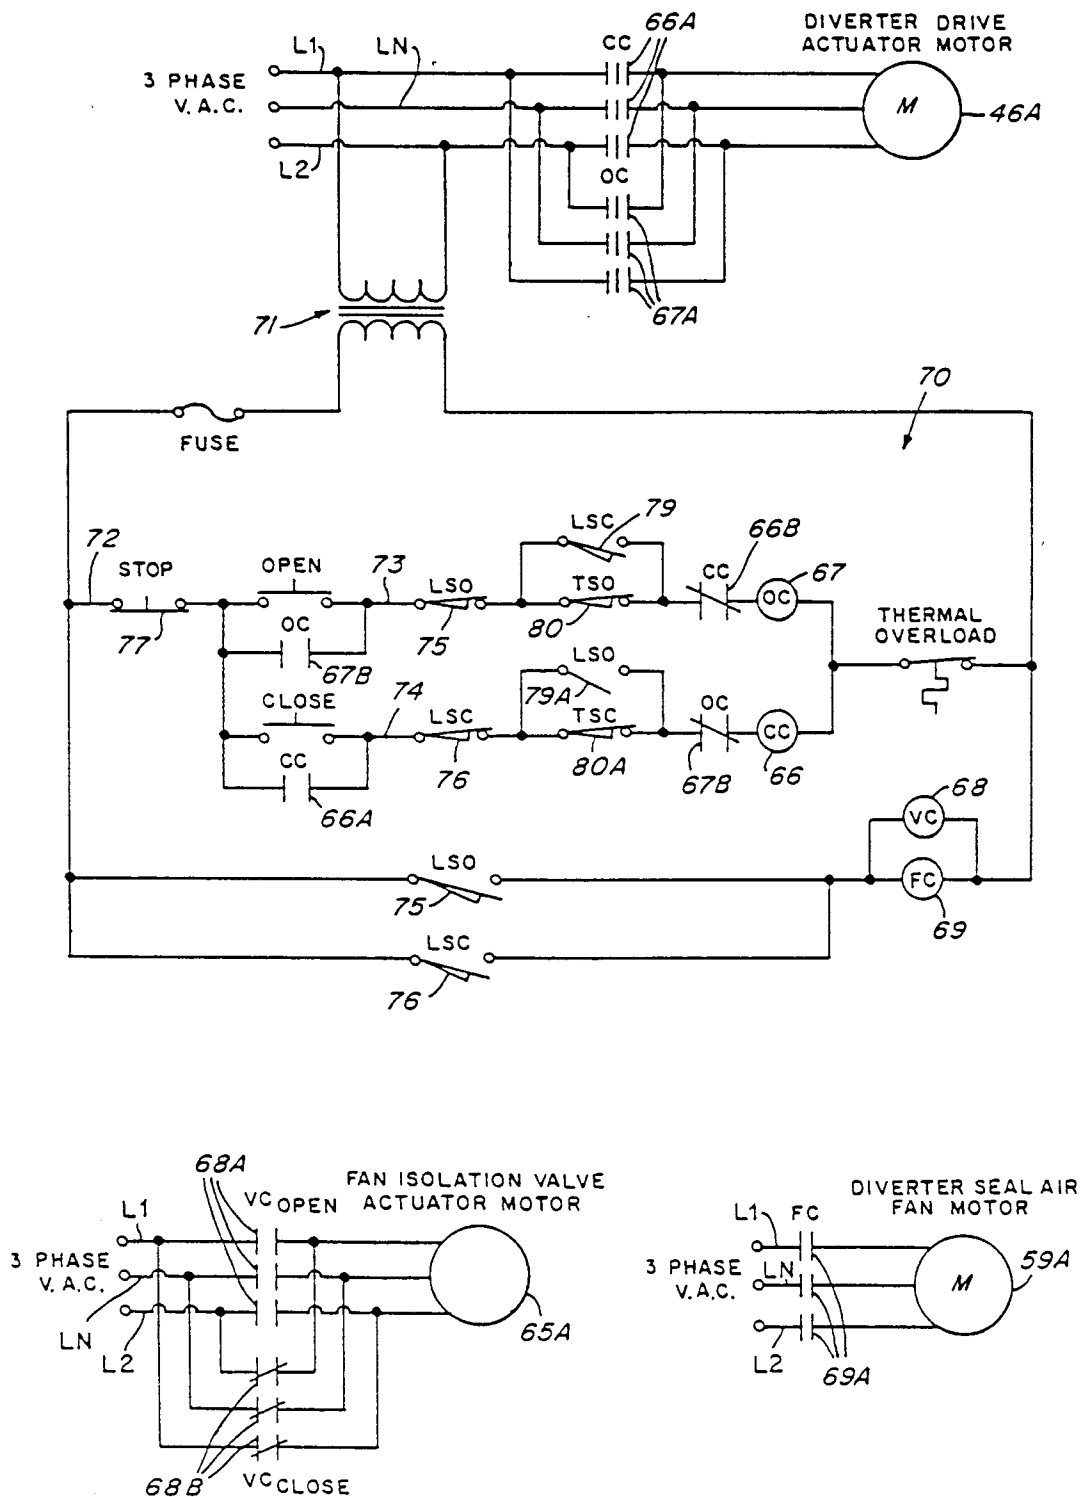 DIVERTER DRIVE
ACTUATOR MOTOR
66A
CC
L1
LN
3 PHASE
V.A.C.
M
46A
L2
OC
67A
71
70
FUSE
72
STOP
OPEN
73
LSO
LSC
79
66B
CC
67
TSO
OC
THERMAL
OVERLOAD
77
OC
67B
75
80
LSO
79A
CLOSE
74
LSC
TSC
OC
CC
CC
66A
76
80A
67B
66
68
VC
LSO
FC
75
69
LSC
76
68A
VC OPEN
FAN ISOLATION VALVE
ACTUATOR MOTOR
L1
3 PHASE
V.A.C.
LN
L2
65A
68B
VC CLOSE
DIVERTER SEAL AIR
FAN MOTOR
L1
FC
59A
3 PHASE
V.A.C.
LN
M
L2
69A